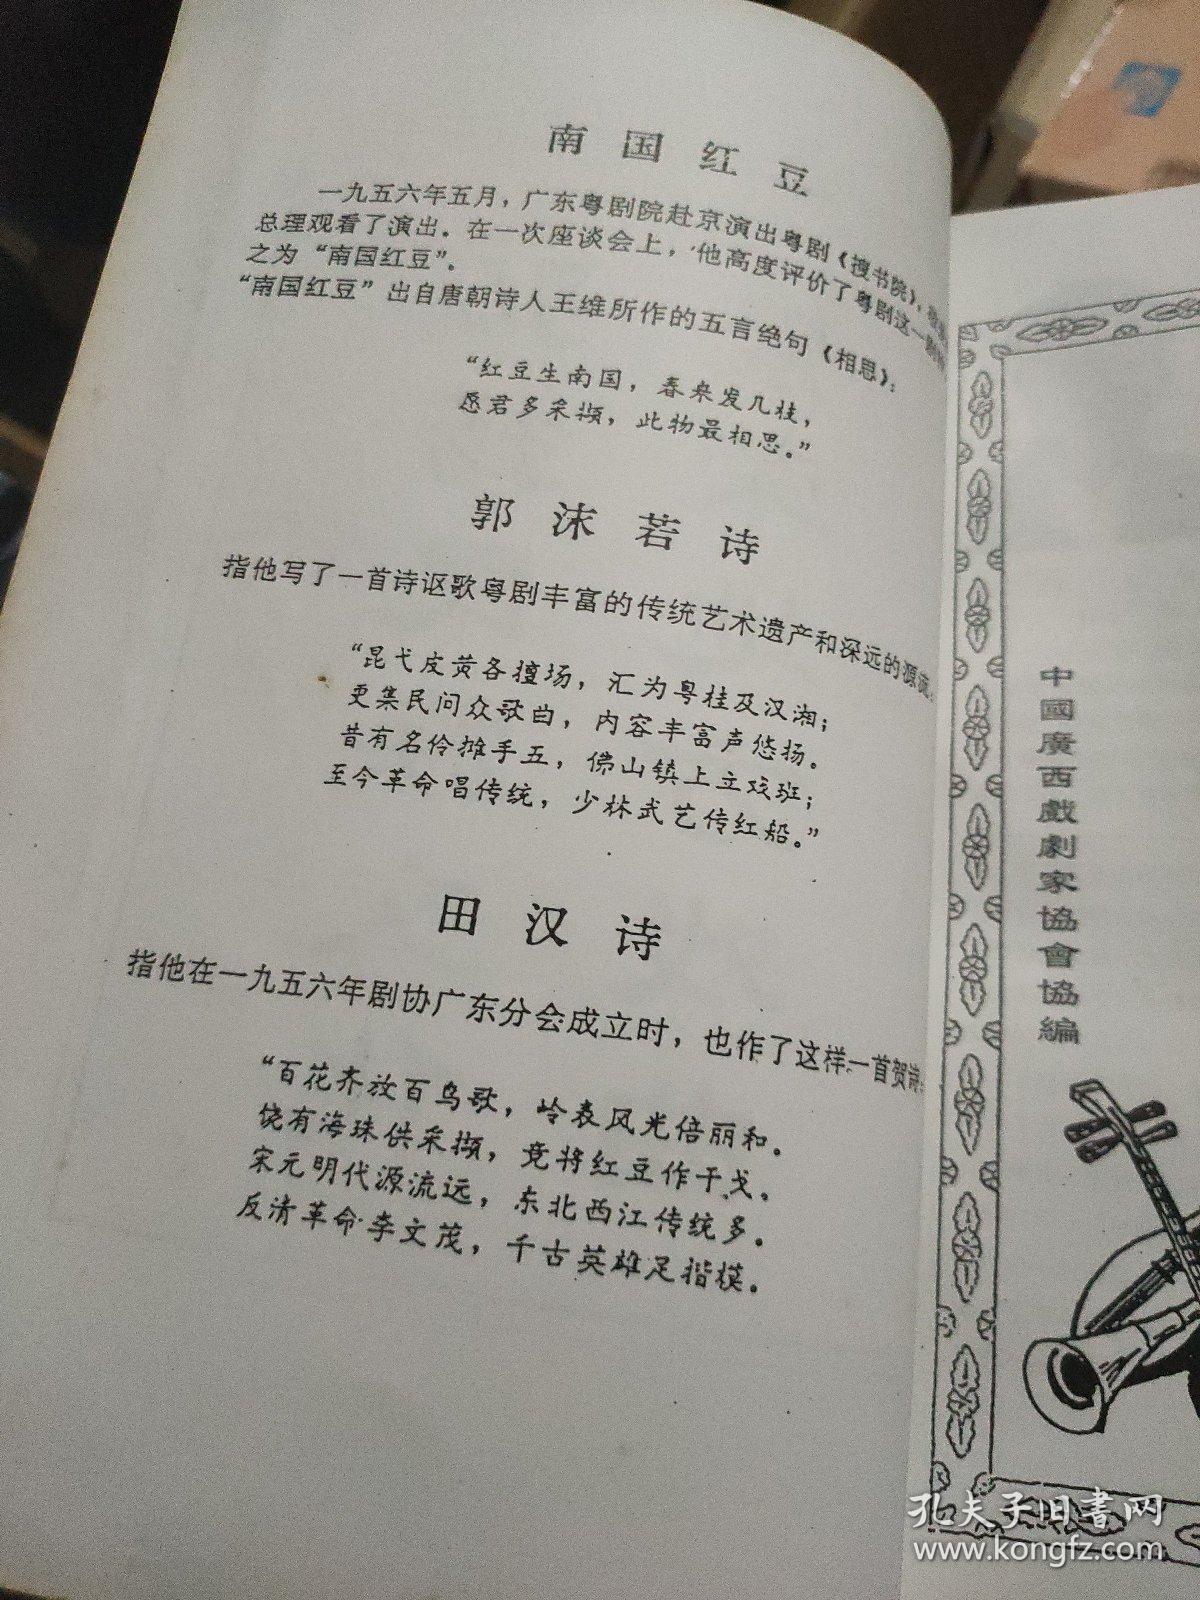 南国红豆
一九五六年五月，广东粤剧院赴京演出粤剧《搜书院》，
总理观看了演出。在一次座谈会上，他高度评价了粤剧这一
之为“南国红豆”。
“南国红豆”出自唐朝诗人王维所作的五言绝句《相思》：
“红豆生南国，春来发几枝，
愿君多采撷，此物最相思。”
郭沫若诗
指他写了一首诗讴歌粤剧丰富的传统艺术遗产和深远的源流：
“昆弋皮黄各擅场，汇为粤桂及汉湘；
更集民间众歌曲，内容丰富声悠扬。
昔有名伶摊手五，佛山镇上立戏班；
至今革命唱传统，少林武艺传红船。”
田汉诗
指他在一九五六年剧协广东分会成立时，也作了这样一首贺诗：
“百花齐放百鸟歌，岭表风光倍丽和。
饶有海珠供采撷，竞将红豆作干戈。
宋元明代源流远，东北西江传统多。
反清革命李文茂，千古英雄足楷模。
中國廣西戲劇家協會協編
孔夫子旧書网
www.kongfz.com